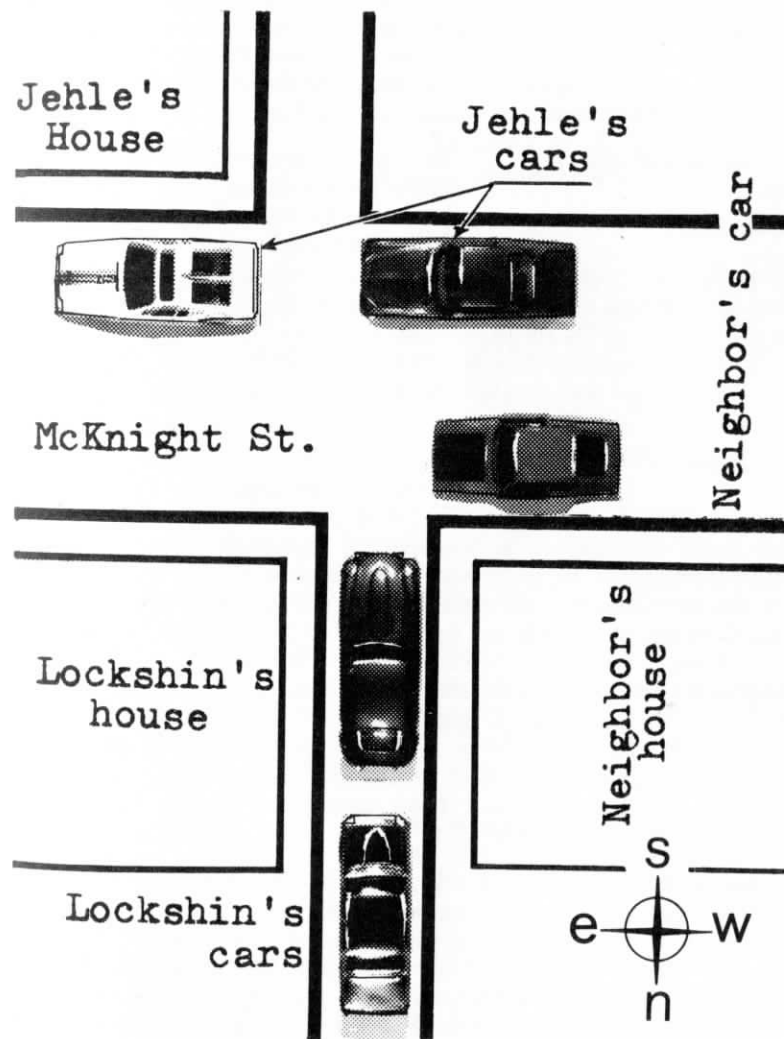 Jehle's
House
Jehle's
cars
Neighbor's car
McKnight St.
Lockshin's
house
Neighbor's
house
Lockshin's
cars
s
e w
n